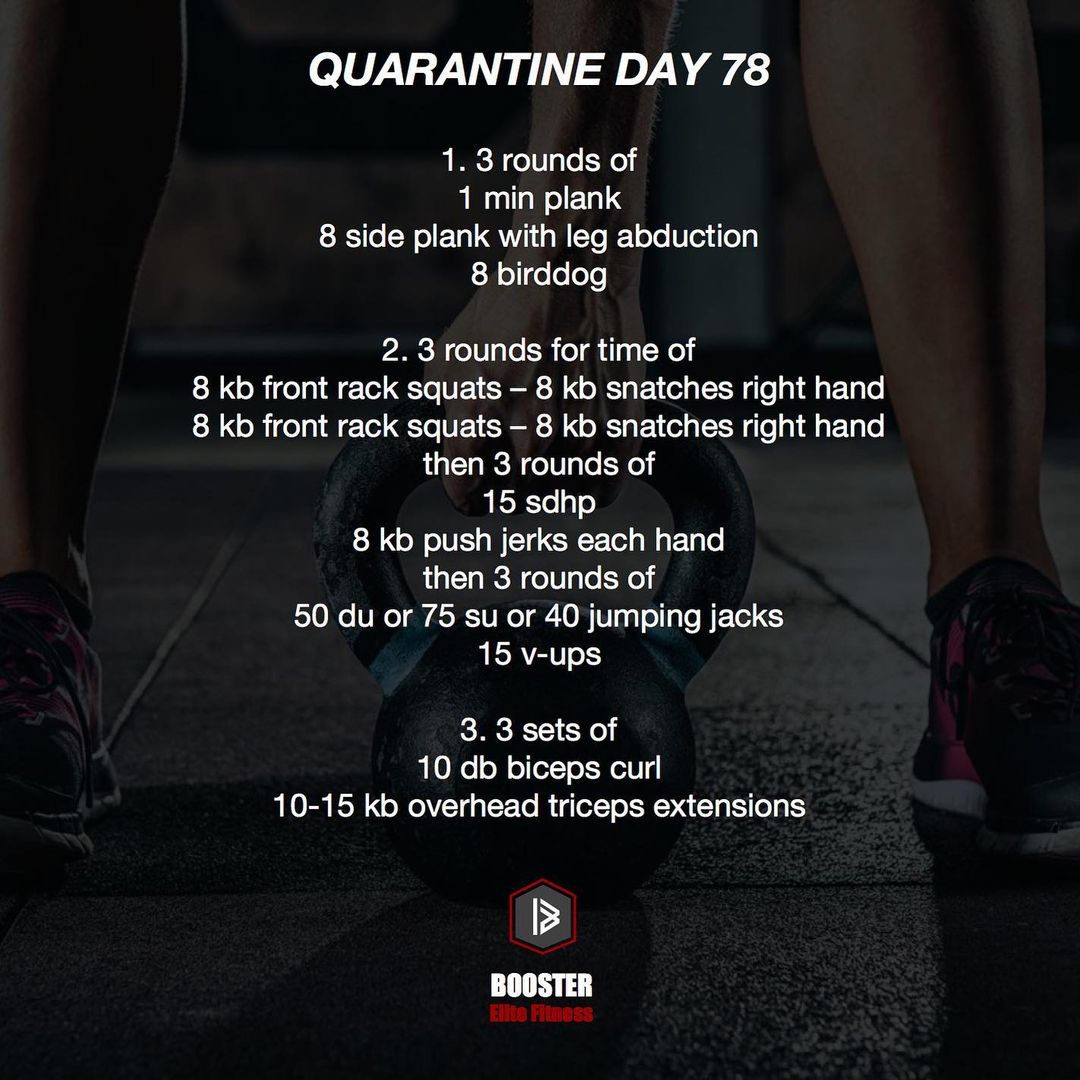 QUARANTINE DAY 78
1. 3 rounds of
1 min plank
8 side plank with leg abduction
8 birddog
2. 3 rounds for time of
8 kb front rack squats – 8 kb snatches right hand
8 kb front rack squats – 8 kb snatches right hand
then 3 rounds of
15 sdhp
8 kb push jerks each hand
then 3 rounds of
50 du or 75 su or 40 jumping jacks
15 v-ups
3. 3 sets of
10 db biceps curl
10-15 kb overhead triceps extensions
BOOSTER
Elite Fitness